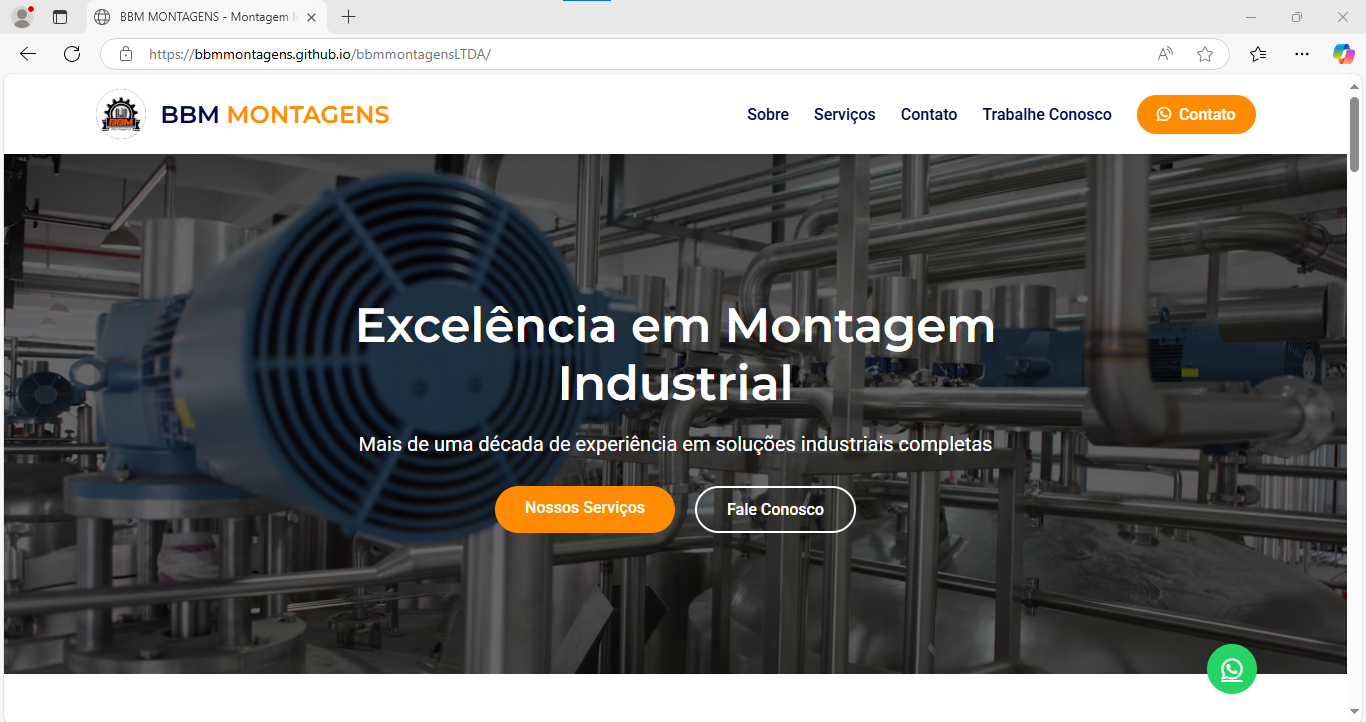 BBM MONTAGENS - Montagem I
https://bbmmontagens.github.io/bbmmontagensLTDA/
BBM
BBM MONTAGENS
Sobre
Serviços
Contato
Trabalhe Conosco
Contato
Excelência em Montagem
Industrial
Mais de uma década de experiência em soluções industriais completas
Nossos Serviços
Fale Conosco